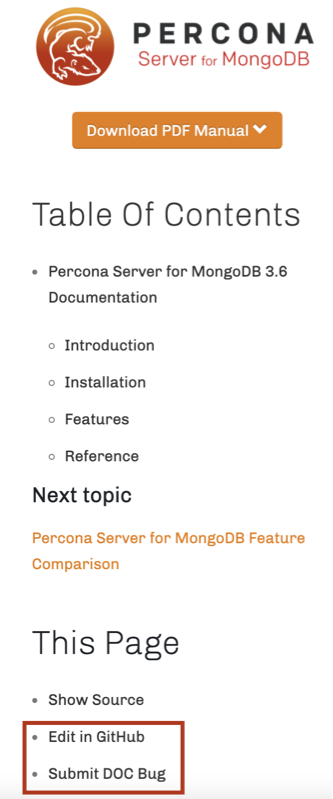 PERCONA
Server for MongoDB
Download PDF Manual
Table Of Contents
Percona Server for MongoDB 3.6
Documentation
Introduction
Installation
Features
Reference
Next topic
Percona Server for MongoDB Feature
Comparison
This Page
Show Source
Edit in GitHub
Submit DOC Bug